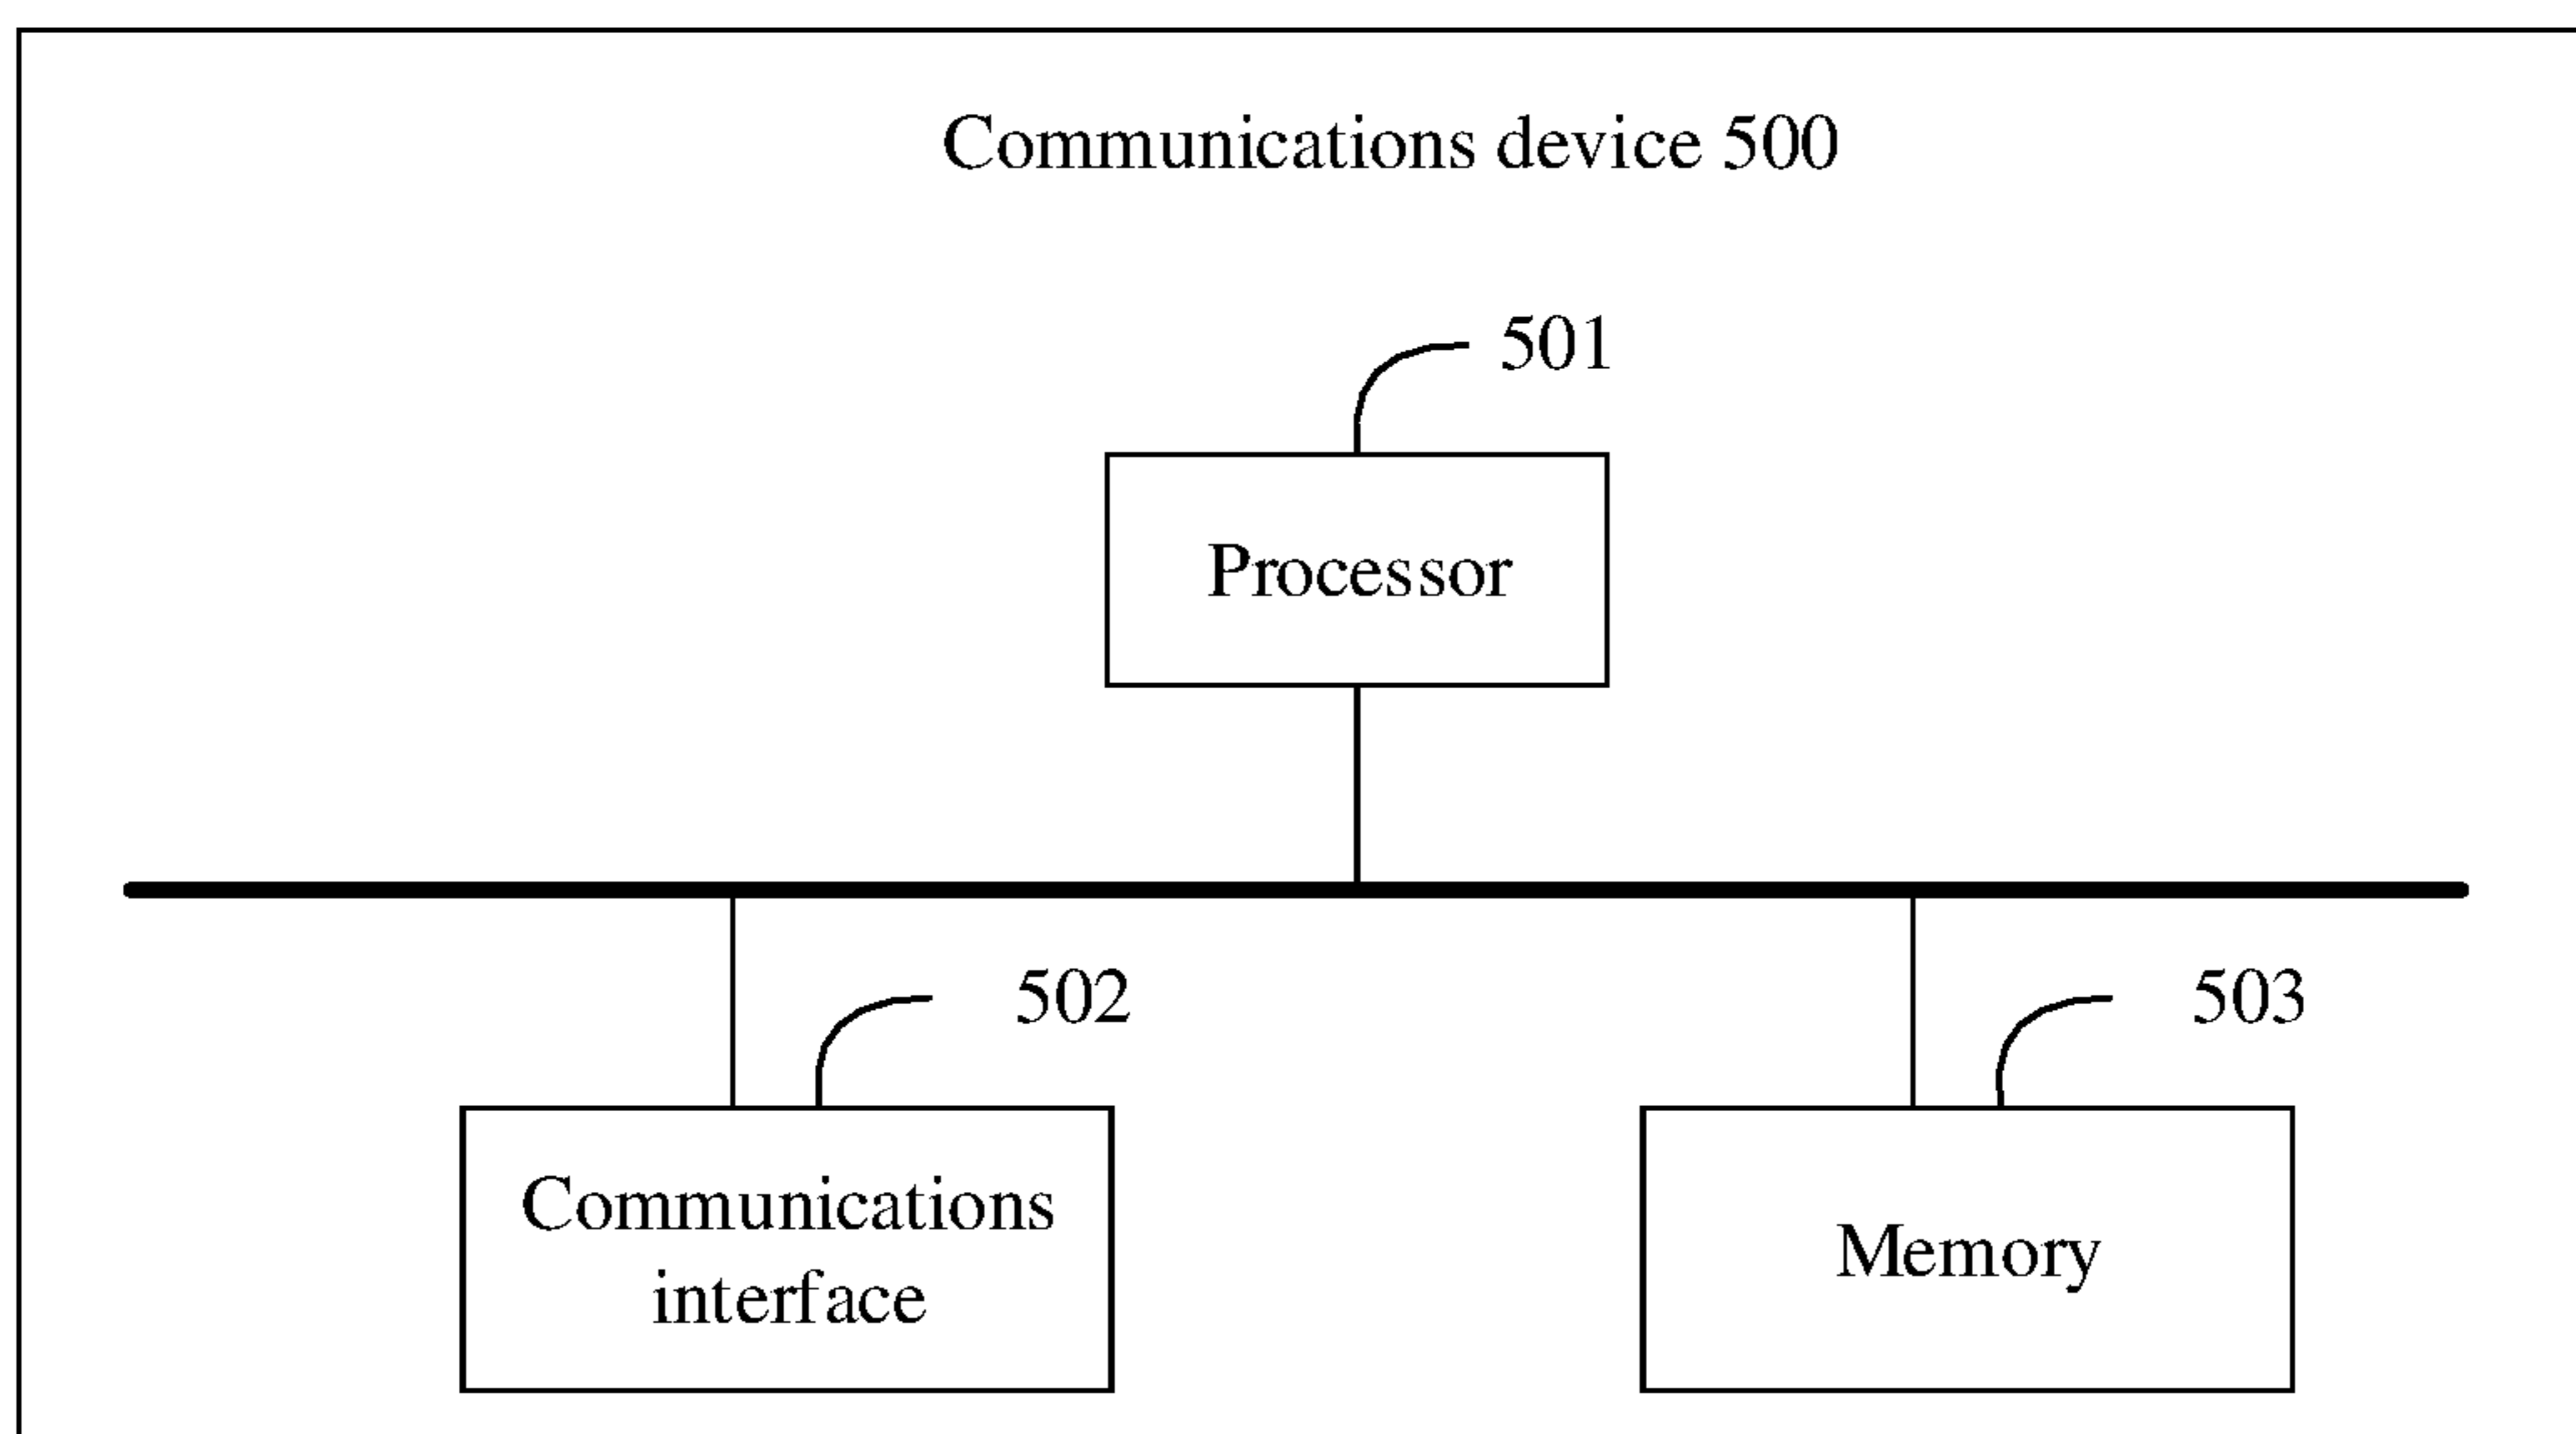 Communications device 500
501
Processor
502
503
Communications
interface
Memory